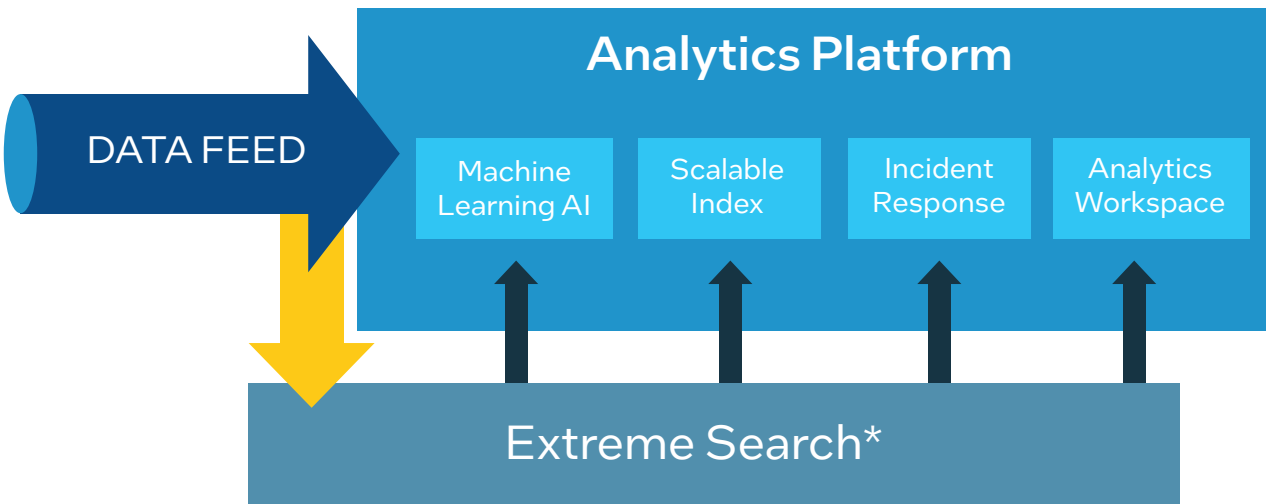 Analytics Platform
DATA FEED
Machine
Learning AI
Scalable
Index
Incident
Response
Analytics
Workspace
Extreme Search*